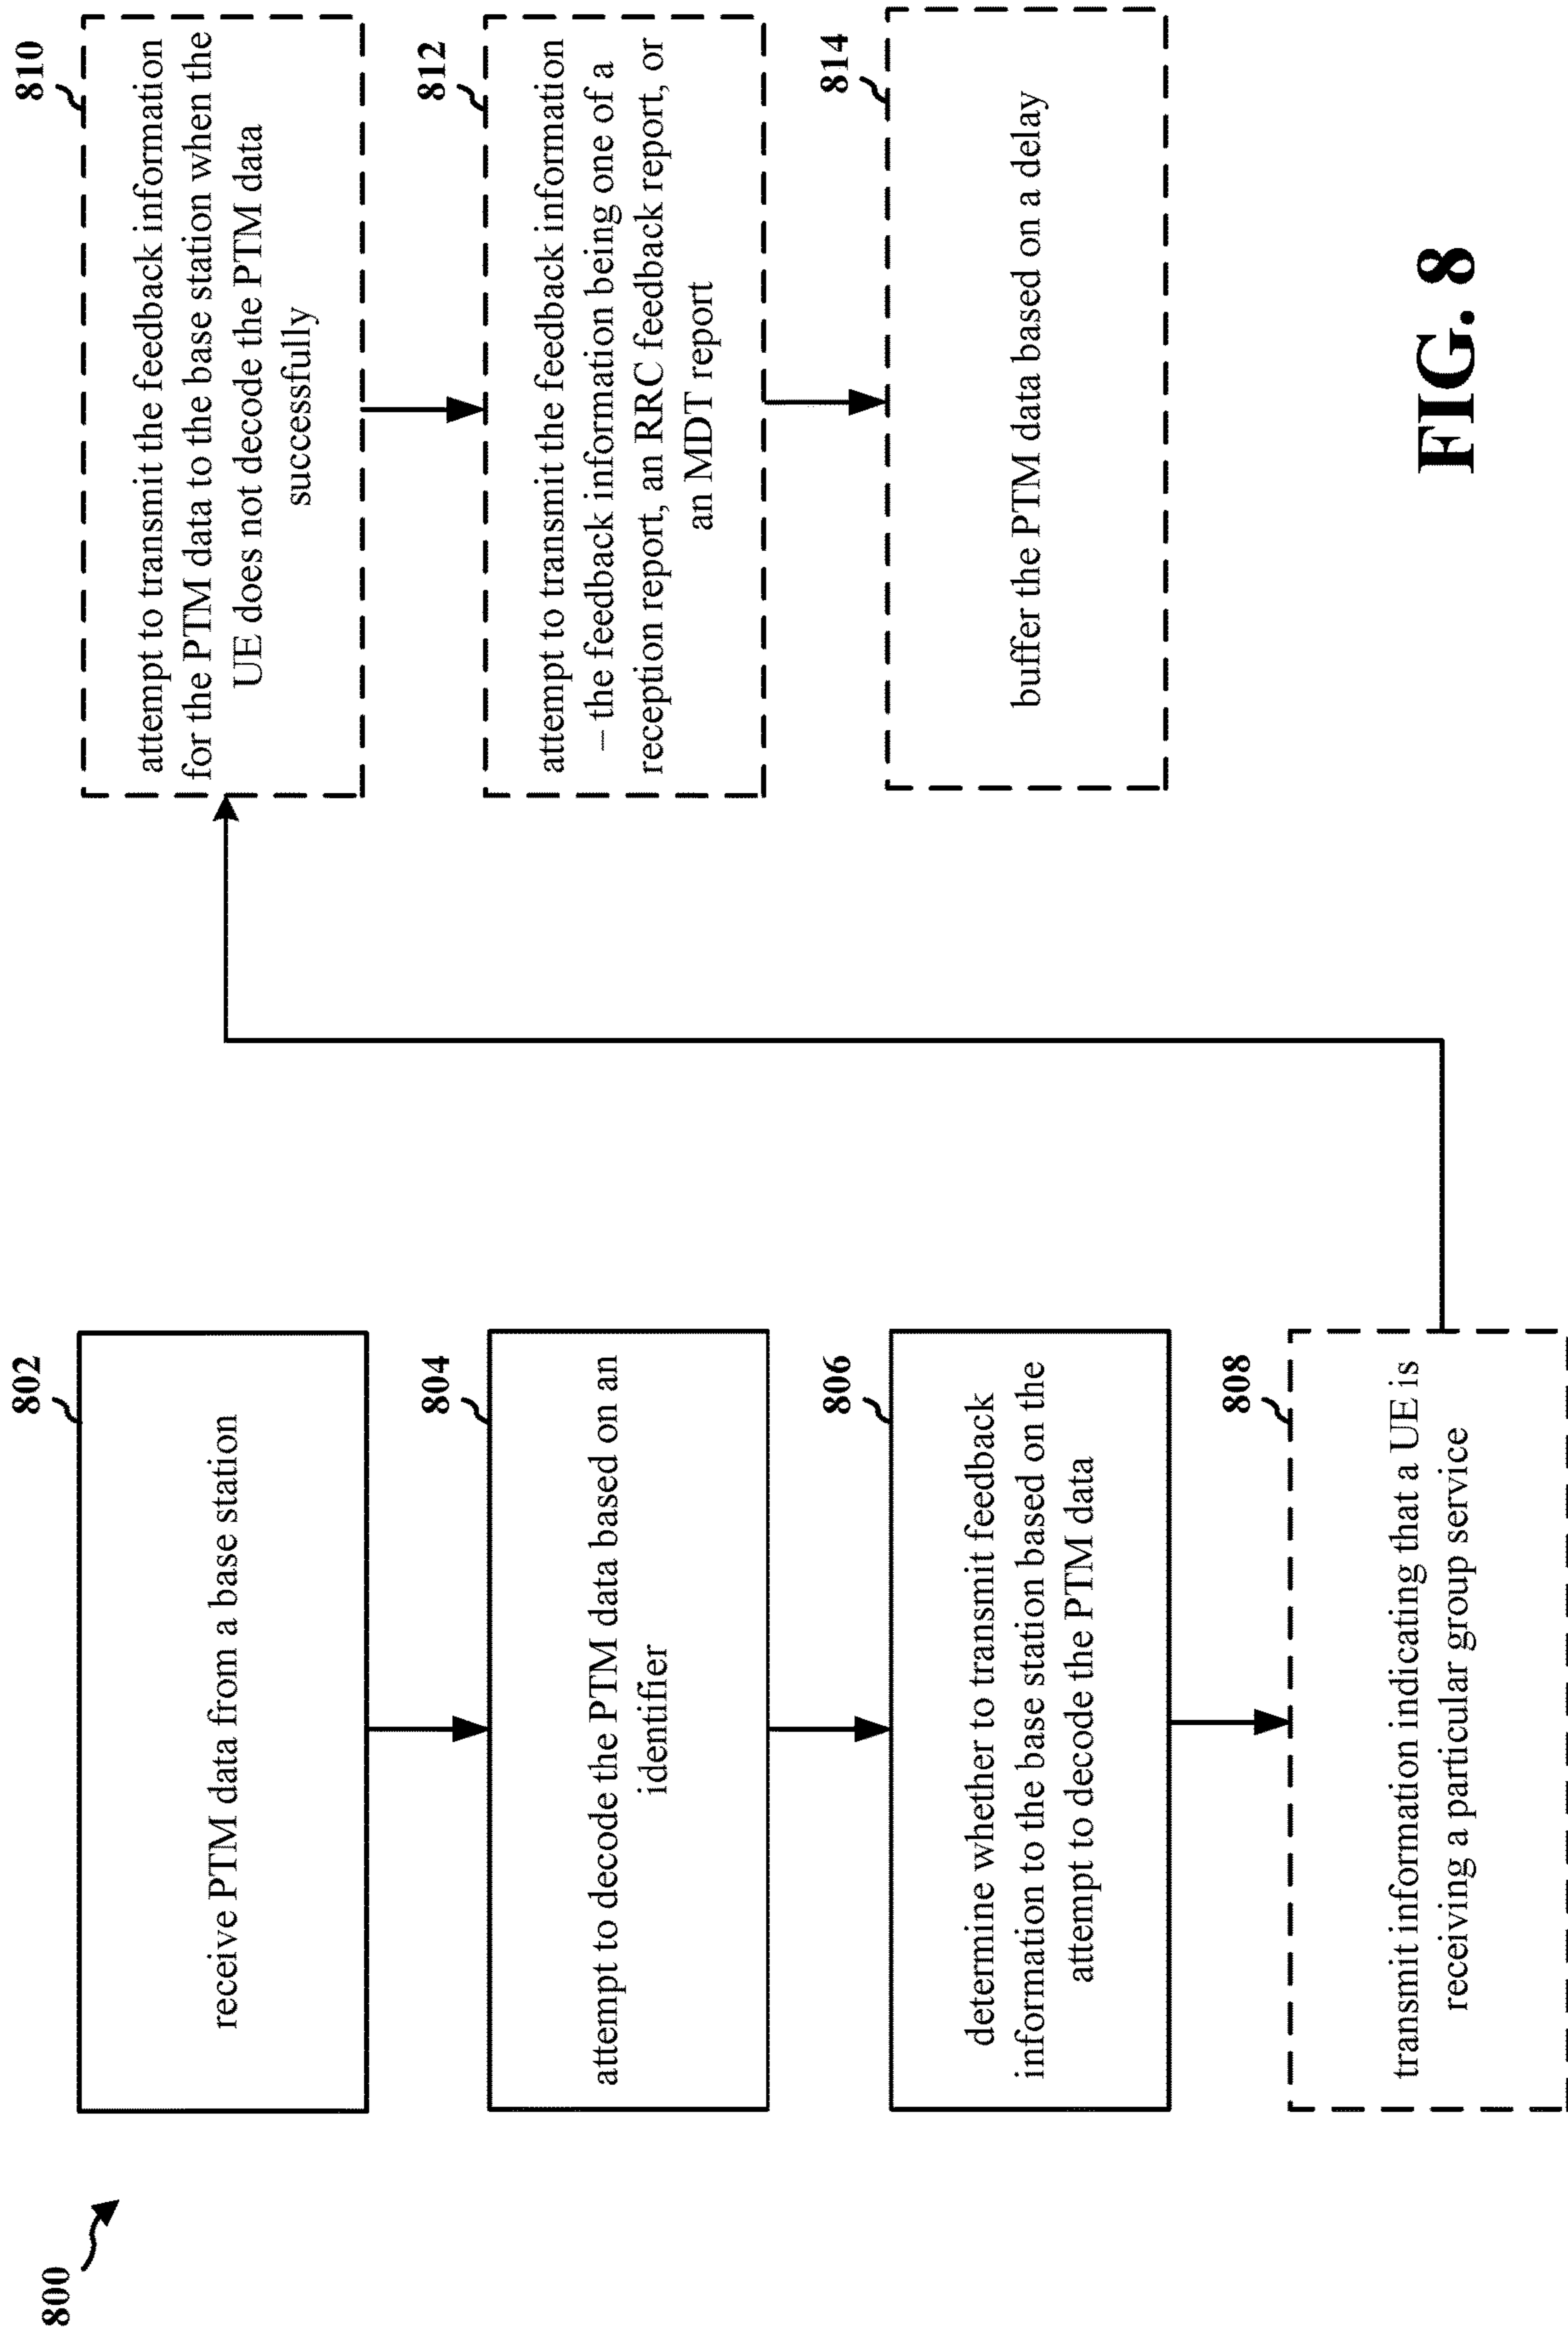 800
802
receive PTM data from a base station
804
attempt to decode the PTM data based on an
identifier
806
determine whether to transmit feedback
information to the base station based on the
attempt to decode the PTM data
808
transmit information indicating that a UE is
receiving a particular group service
810
attempt to transmit the feedback information
for the PTM data to the base station when the
UE does not decode the PTM data
successfully
812
attempt to transmit the feedback information
– the feedback information being one of a
reception report, an RRC feedback report, or
an MDT report
814
buffer the PTM data based on a delay
FIG. 8